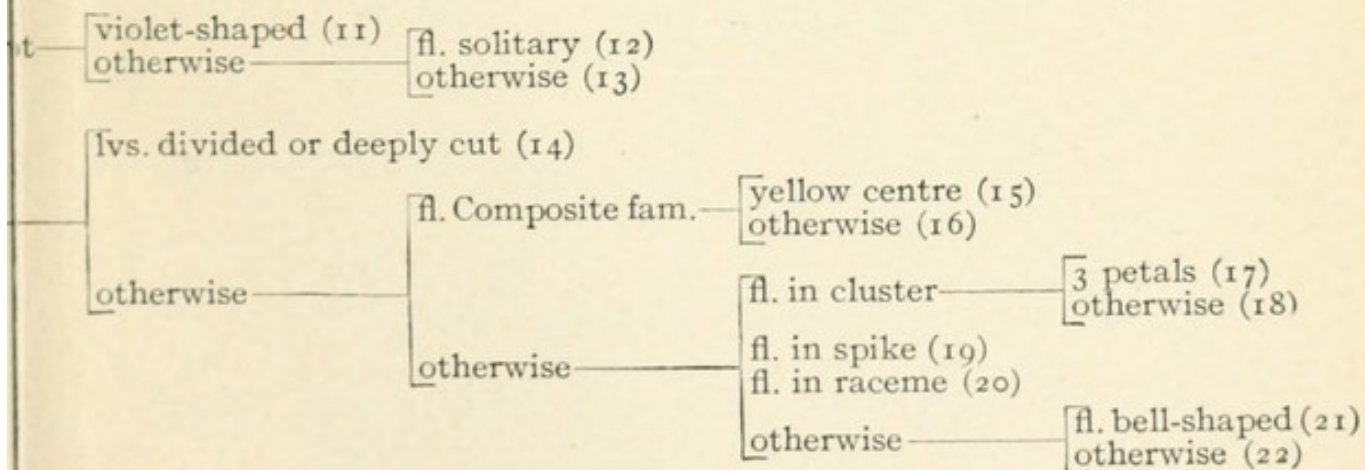 violet-shaped (11)
otherwise
fl. solitary (12)
otherwise (13)
lvs. divided or deeply cut (14)
otherwise
fl. Composite fam.
yellow centre (15)
otherwise (16)
otherwise
fl. in cluster
3 petals (17)
otherwise (18)
fl. in spike (19)
fl. in raceme (20)
otherwise
fl. bell-shaped (21)
otherwise (22)